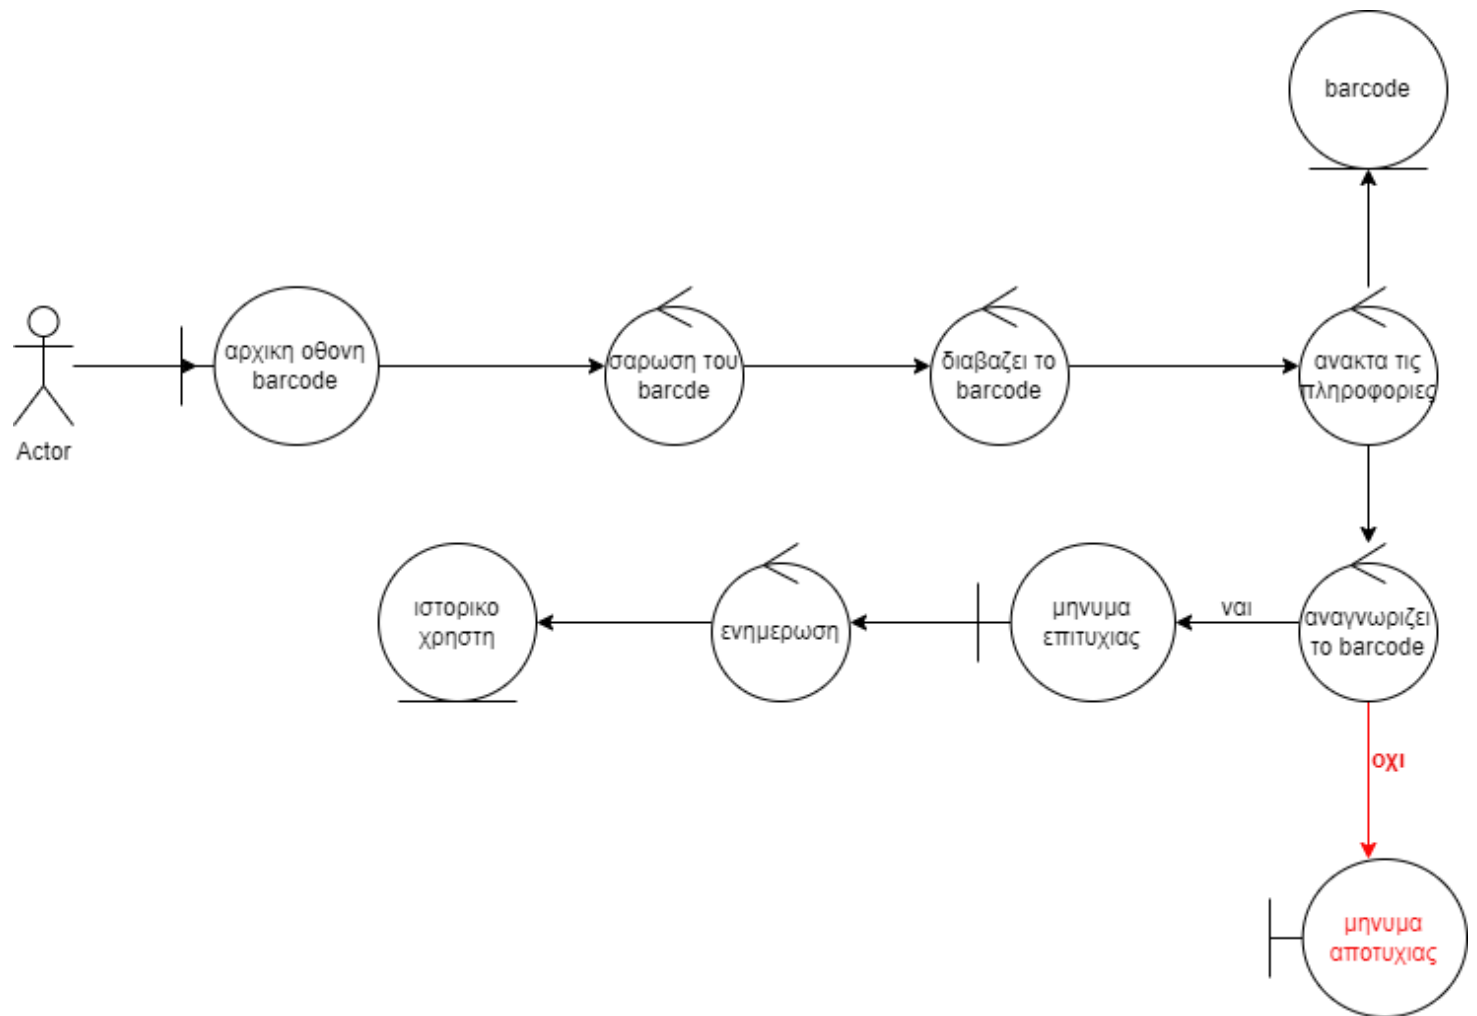 barcode
Actor
αρχικη οθονη
barcode
σαρωση του
barcde
διαβαζει το
barcode
ανακτα τις
πληροφοριες
ιστορικο
χρηστη
ενημερωση
μηνυμα
επιτυχιας
ναι
αναγνωριζει
το barcode
οχι
μηνυμα
αποτυχιας